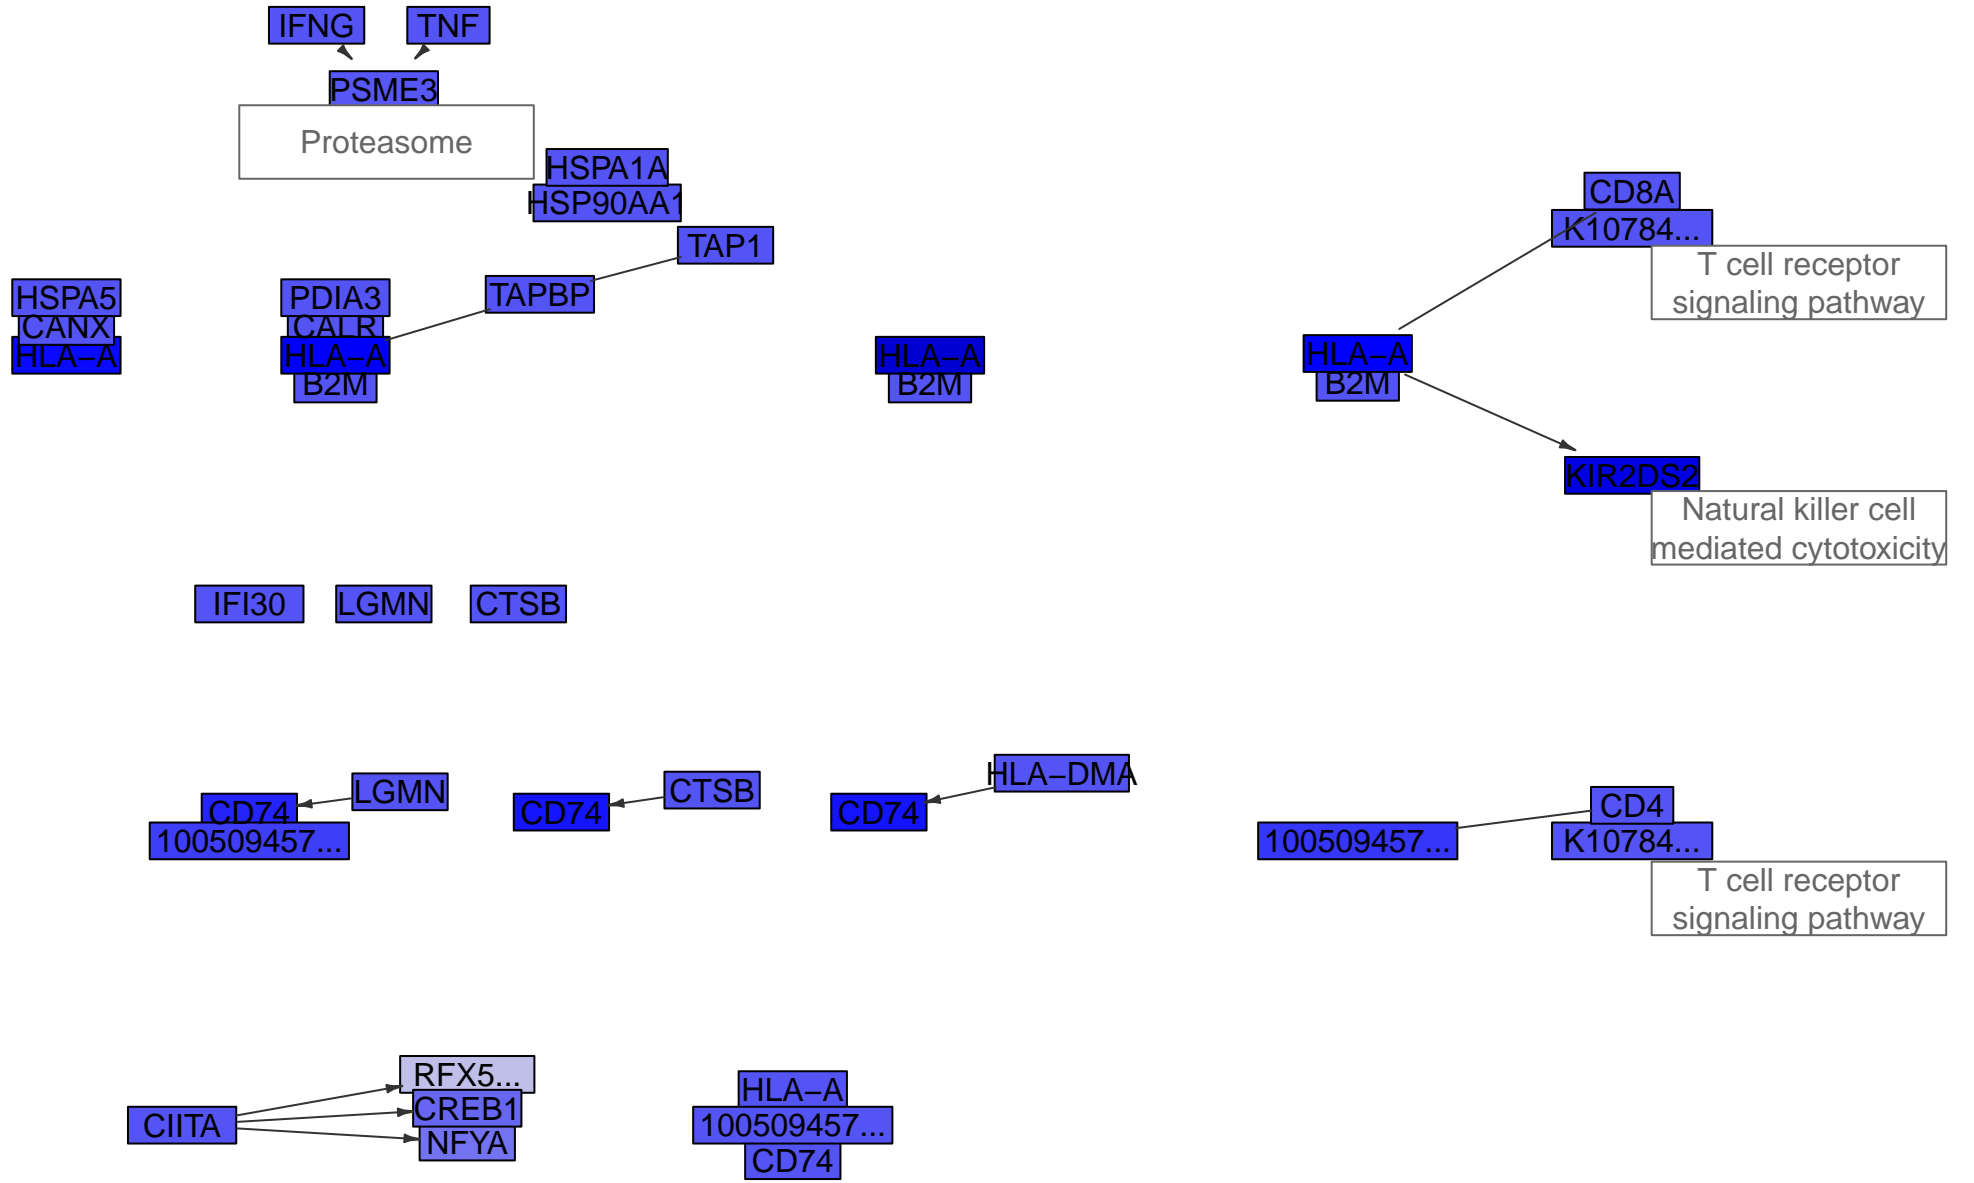 IFNG
TNF
PSME3
Proteasome
HSPA1A
HSP90AA1
TAP1
CD8A
K10784...
T cell receptor
signaling pathway
HSPA5
CANX
HLA−A
PDIA3
CALR
HLA−A
B2M
TAPBP
HLA−A
B2M
HLA−A
B2M
KIR2DS2
Natural killer cell
mediated cytotoxicity
IFI30
LGMN
CTSB
CD74
100509457...
LGMN
CD74
CTSB
CD74
HLA−DMA
100509457...
CD4
K10784...
T cell receptor
signaling pathway
CIITA
RFX5...
CREB1
NFYA
HLA−A
100509457...
CD74